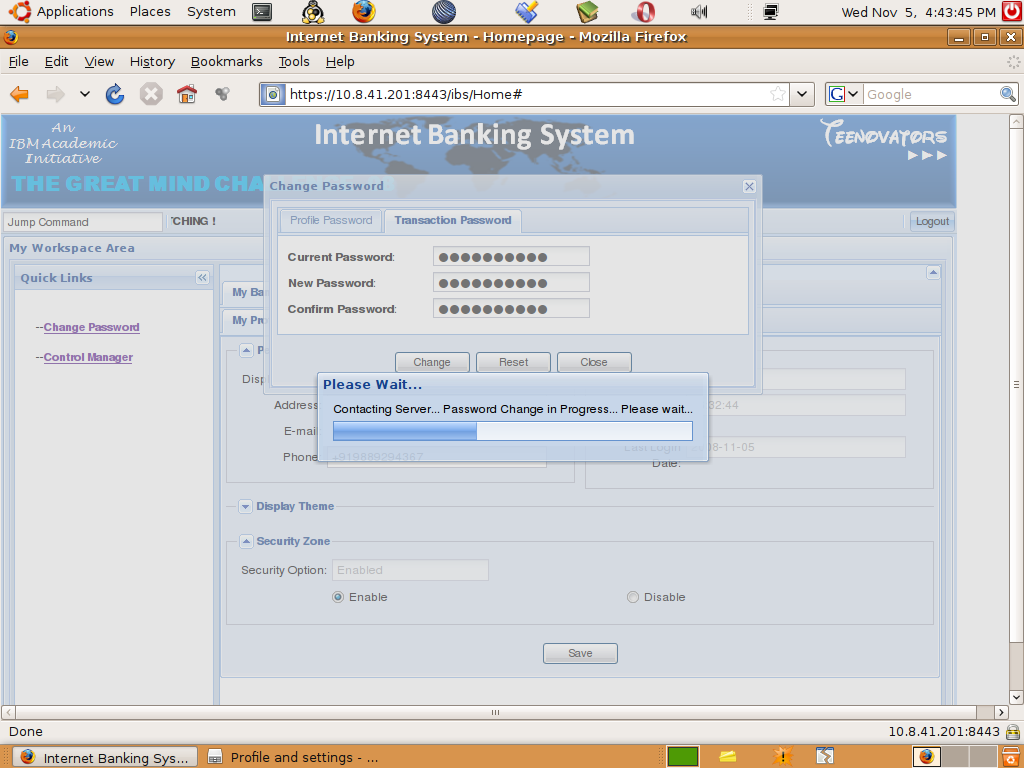 Applications Places System Wed Nov 5, 4:43:45 PM
Internet Banking System - Homepage - Mozilla Firefox
File Edit View History Bookmarks Tools Help
https://10.8.41.201:8443/ibs/Home# G Google
An
IBM Academic
Initiative
Internet Banking System
TEENOVATORS
THE GREAT MIND CHA
Change Password
Jump Command
'CHING !
Logout
Profile Password Transaction Password
My Workspace Area
Current Password:
Quick Links
New Password:
My Ba
Confirm Password:
My Pro
--Change Password
--Control Manager
Change Reset Close
Please Wait...
Contacting Server... Password Change in Progress... Please wait...
Disp
Address
32:44
E-mai
Phone +919889294367
Last Login 08-11-05
Date:
Display Theme
Security Zone
Security Option: Enabled
Enable Disable
Save
Done 10.8.41.201:8443
Internet Banking Sys... Profile and settings - ...